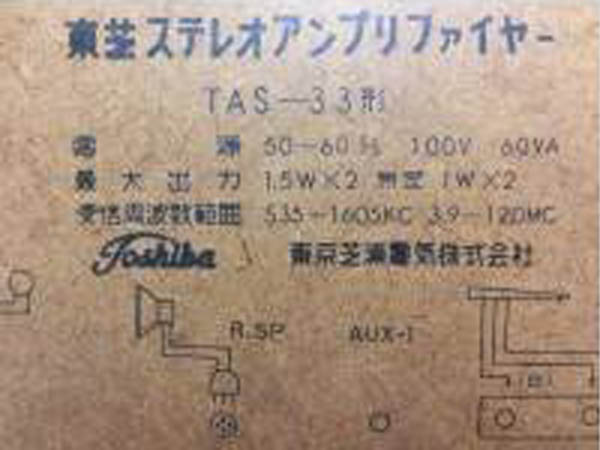 東芝ステレオアンプリファイヤー
TAS-33形
電 源 50-60㎐ 100V 60VA
最大出力 1.5W×2 無歪 1W×2
受信周波数範囲 535-1605KC 3.9-12.0MC
Toshiba 東京芝浦電気株式会社
R.SP AUX-1